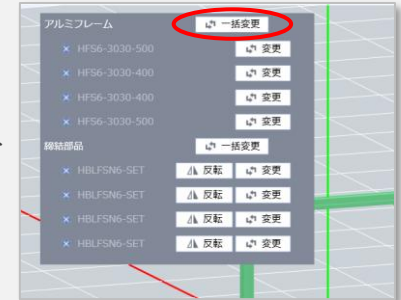 アルミフレーム 一括変更
HFS6-3030-500 変更
HFS6-3030-400 変更
HFS6-3030-400 変更
HFS6-3030-500 変更
締結部品 一括変更
HBLFSN6-SET 反転 変更
HBLFSN6-SET 反転 変更
HBLFSN6-SET 反転 変更
HBLFSN6-SET 反転 変更